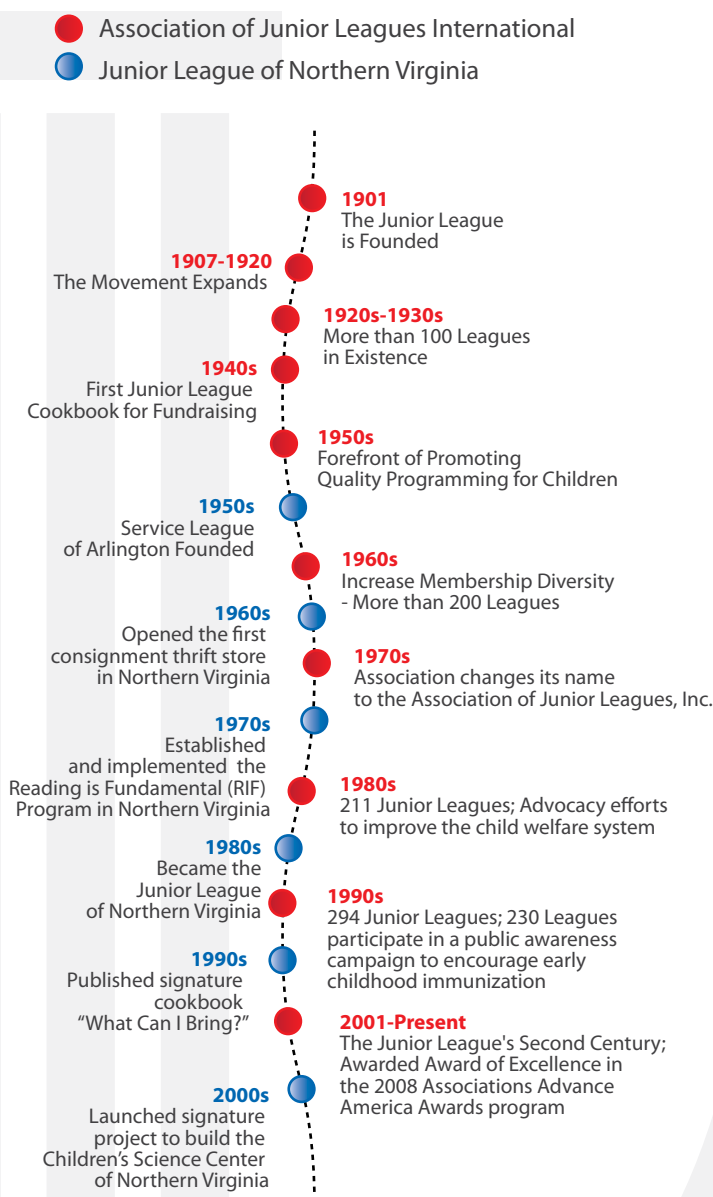 Association of Junior Leagues International
Junior League of Northern Virginia
1901
The Junior League
is Founded
1907-1920
The Movement Expands
1920s-1930s
More than 100 Leagues
in Existence
1940s
First Junior League
Cookbook for Fundraising
1950s
Forefront of Promoting
Quality Programming for Children
1950s
Service League
of Arlington Founded
1960s
Increase Membership Diversity
- More than 200 Leagues
1960s
Opened the first
consignment thrift store
in Northern Virginia
1970s
Association changes its name
to the Association of Junior Leagues, Inc.
1970s
Established
and implemented the
Reading is Fundamental (RIF)
Program in Northern Virginia
1980s
211 Junior Leagues; Advocacy efforts
to improve the child welfare system
1980s
Became the
Junior League
of Northern Virginia
1990s
294 Junior Leagues; 230 Leagues
participate in a public awareness
campaign to encourage early
childhood immunization
1990s
Published signature
cookbook
“What Can I Bring?”
2001-Present
The Junior League's Second Century;
Awarded Award of Excellence in
the 2008 Associations Advance
America Awards program
2000s
Launched signature
project to build the
Children’s Science Center
of Northern Virginia